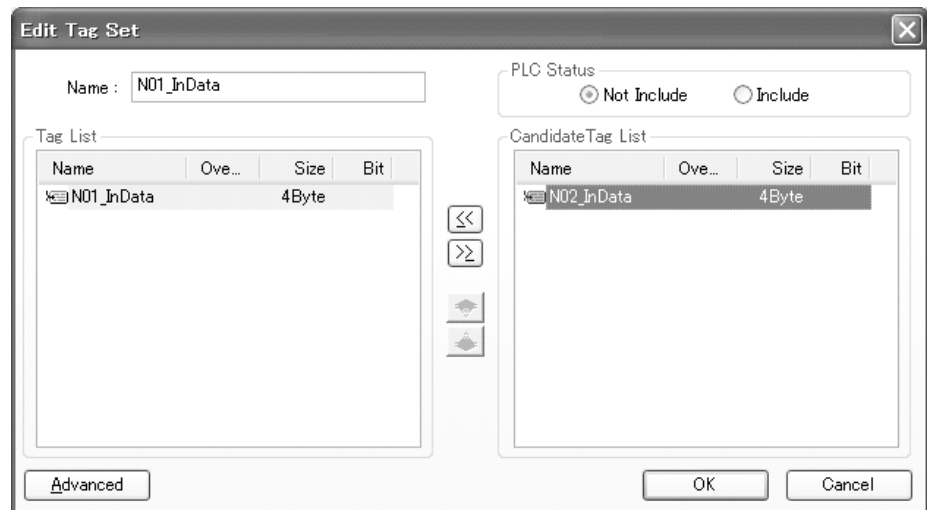 Edit Tag Set
Name : N01_InData
PLC Status
Not Include Include
Tag List
Name Ove... Size Bit
N01_InData 4Byte
<<
>>
CandidateTag List
Name Ove... Size Bit
N02_InData 4Byte
Advanced OK Cancel